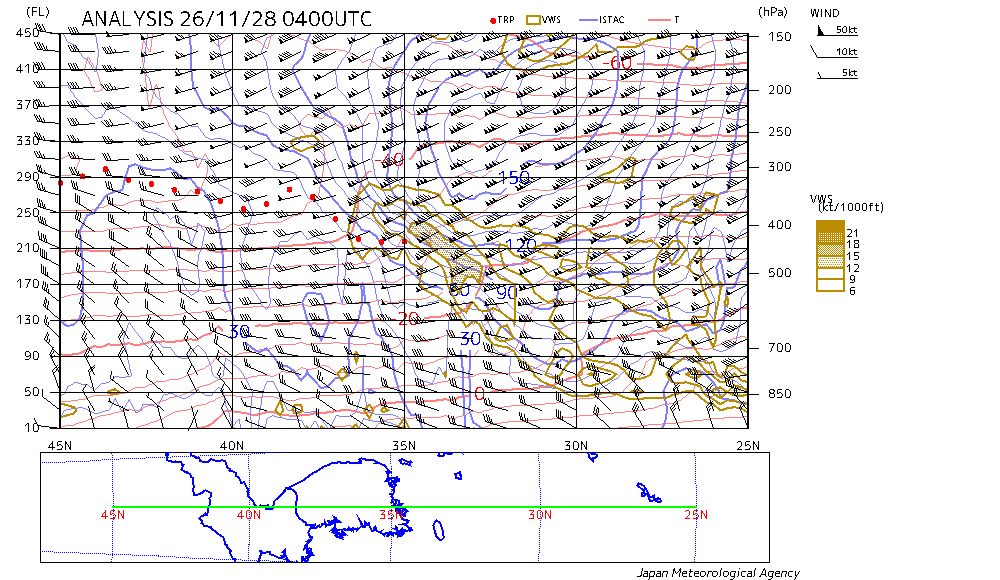 (FL) ANALYSIS 26/11/28 0400UTC TRP VWS ISTAC T (hPa) WIND
450 150 50kt
-60
410 10kt
200 5kt
370
330 250
-40
290 150 300
VWS
(kt/1000ft)
250 400
21
210 120 18
15
500 12
170 60 90 9
6
130 -20
30 30 700
90
50 0 850
10
45N 40N 35N 30N 25N
45N 40N 35N 30N 25N
Japan Meteorological Agency